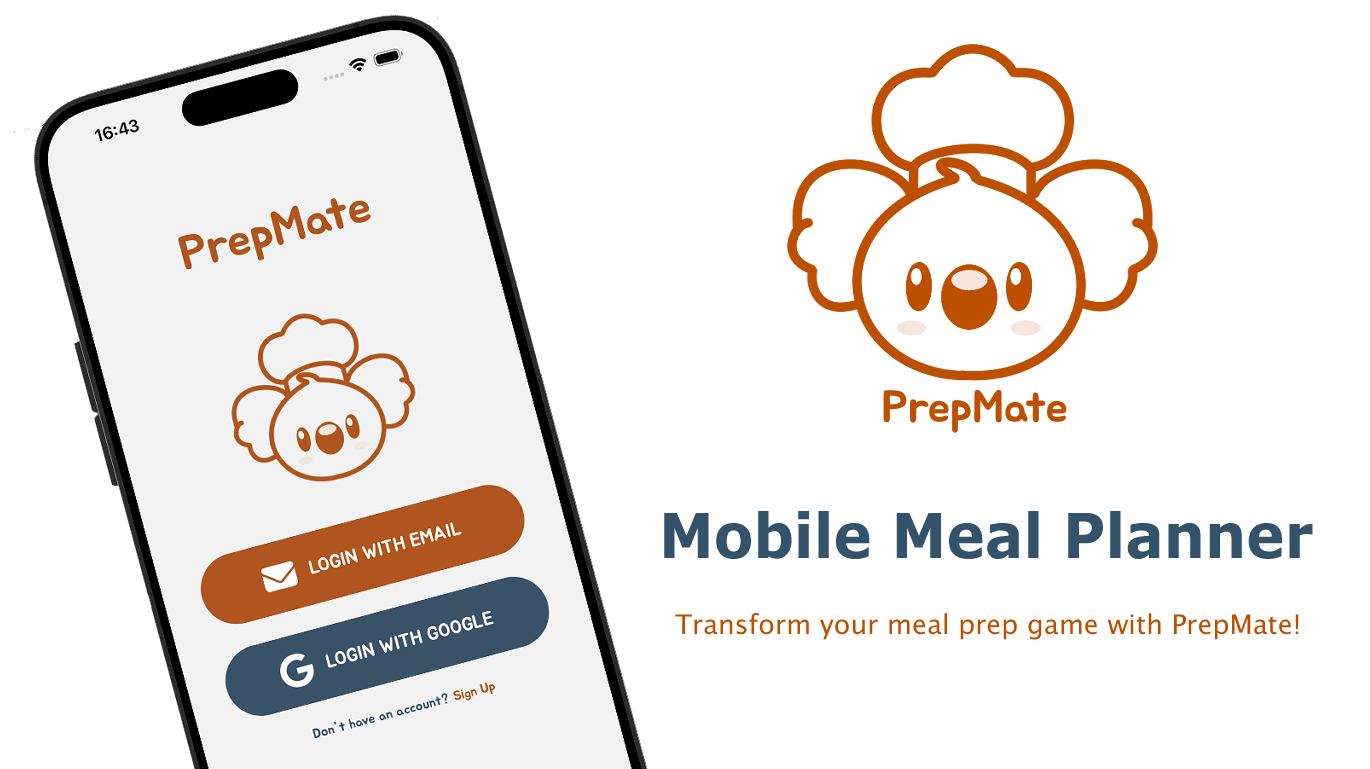 16:43
PrepMate
LOGIN WITH EMAIL
G LOGIN WITH GOOGLE
Don't have an account? Sign Up
PrepMate
Mobile Meal Planner
Transform your meal prep game with PrepMate!